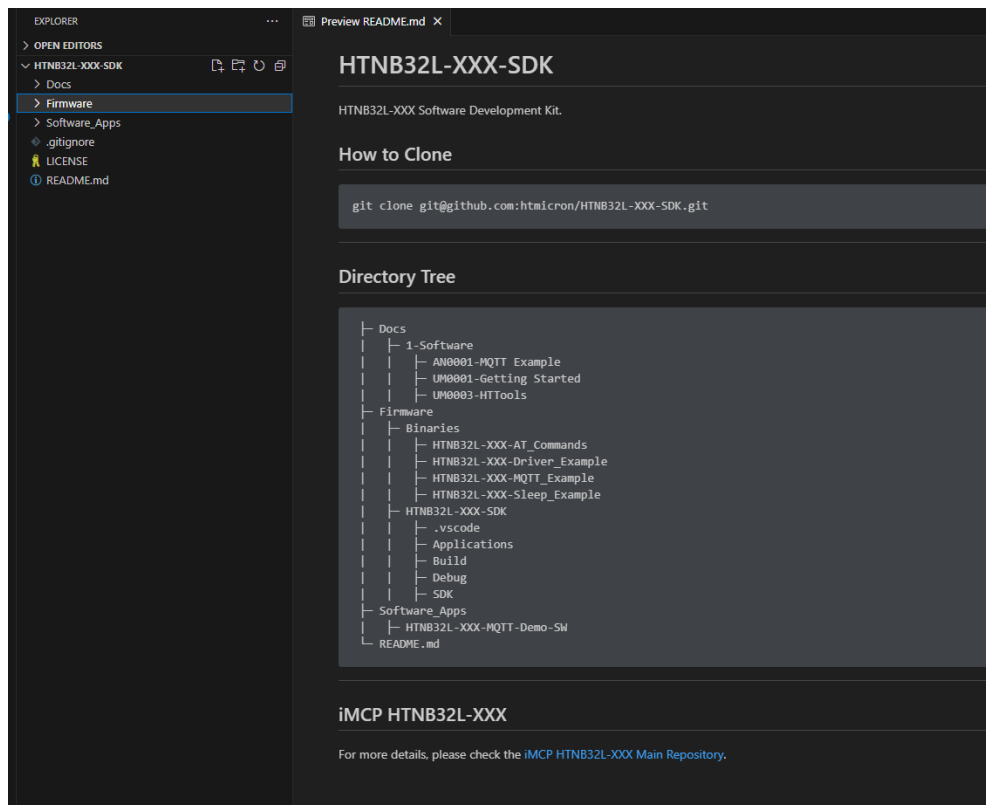 EXPLORER
OPEN EDITORS
HTNB32L-XXX-SDK
Docs
Firmware
Software_Apps
.gitignore
LICENSE
README.md
Preview README.md
HTNB32L-XXX-SDK
HTNB32L-XXX Software Development Kit.
How to Clone
git clone git@github.com:htmicron/HTNB32L-XXX-SDK.git
Directory Tree
├─ Docs
|   ├─ 1-Software
|   |   ├─ AN0001-MQTT Example
|   |   ├─ UM0001-Getting Started
|   |   ├─ UM0003-HTTools
├─ Firmware
|   ├─ Binaries
|   |   ├─ HTNB32L-XXX-AT_Commands
|   |   ├─ HTNB32L-XXX-Driver_Example
|   |   ├─ HTNB32L-XXX-MQTT_Example
|   |   ├─ HTNB32L-XXX-Sleep_Example
|   ├─ HTNB32L-XXX-SDK
|   |   ├─ .vscode
|   |   ├─ Applications
|   |   ├─ Build
|   |   ├─ Debug
|   |   ├─ SDK
├─ Software_Apps
|   ├─ HTNB32L-XXX-MQTT-Demo-SW
└─ README.md
iMCP HTNB32L-XXX
For more details, please check the iMCP HTNB32L-XXX Main Repository.